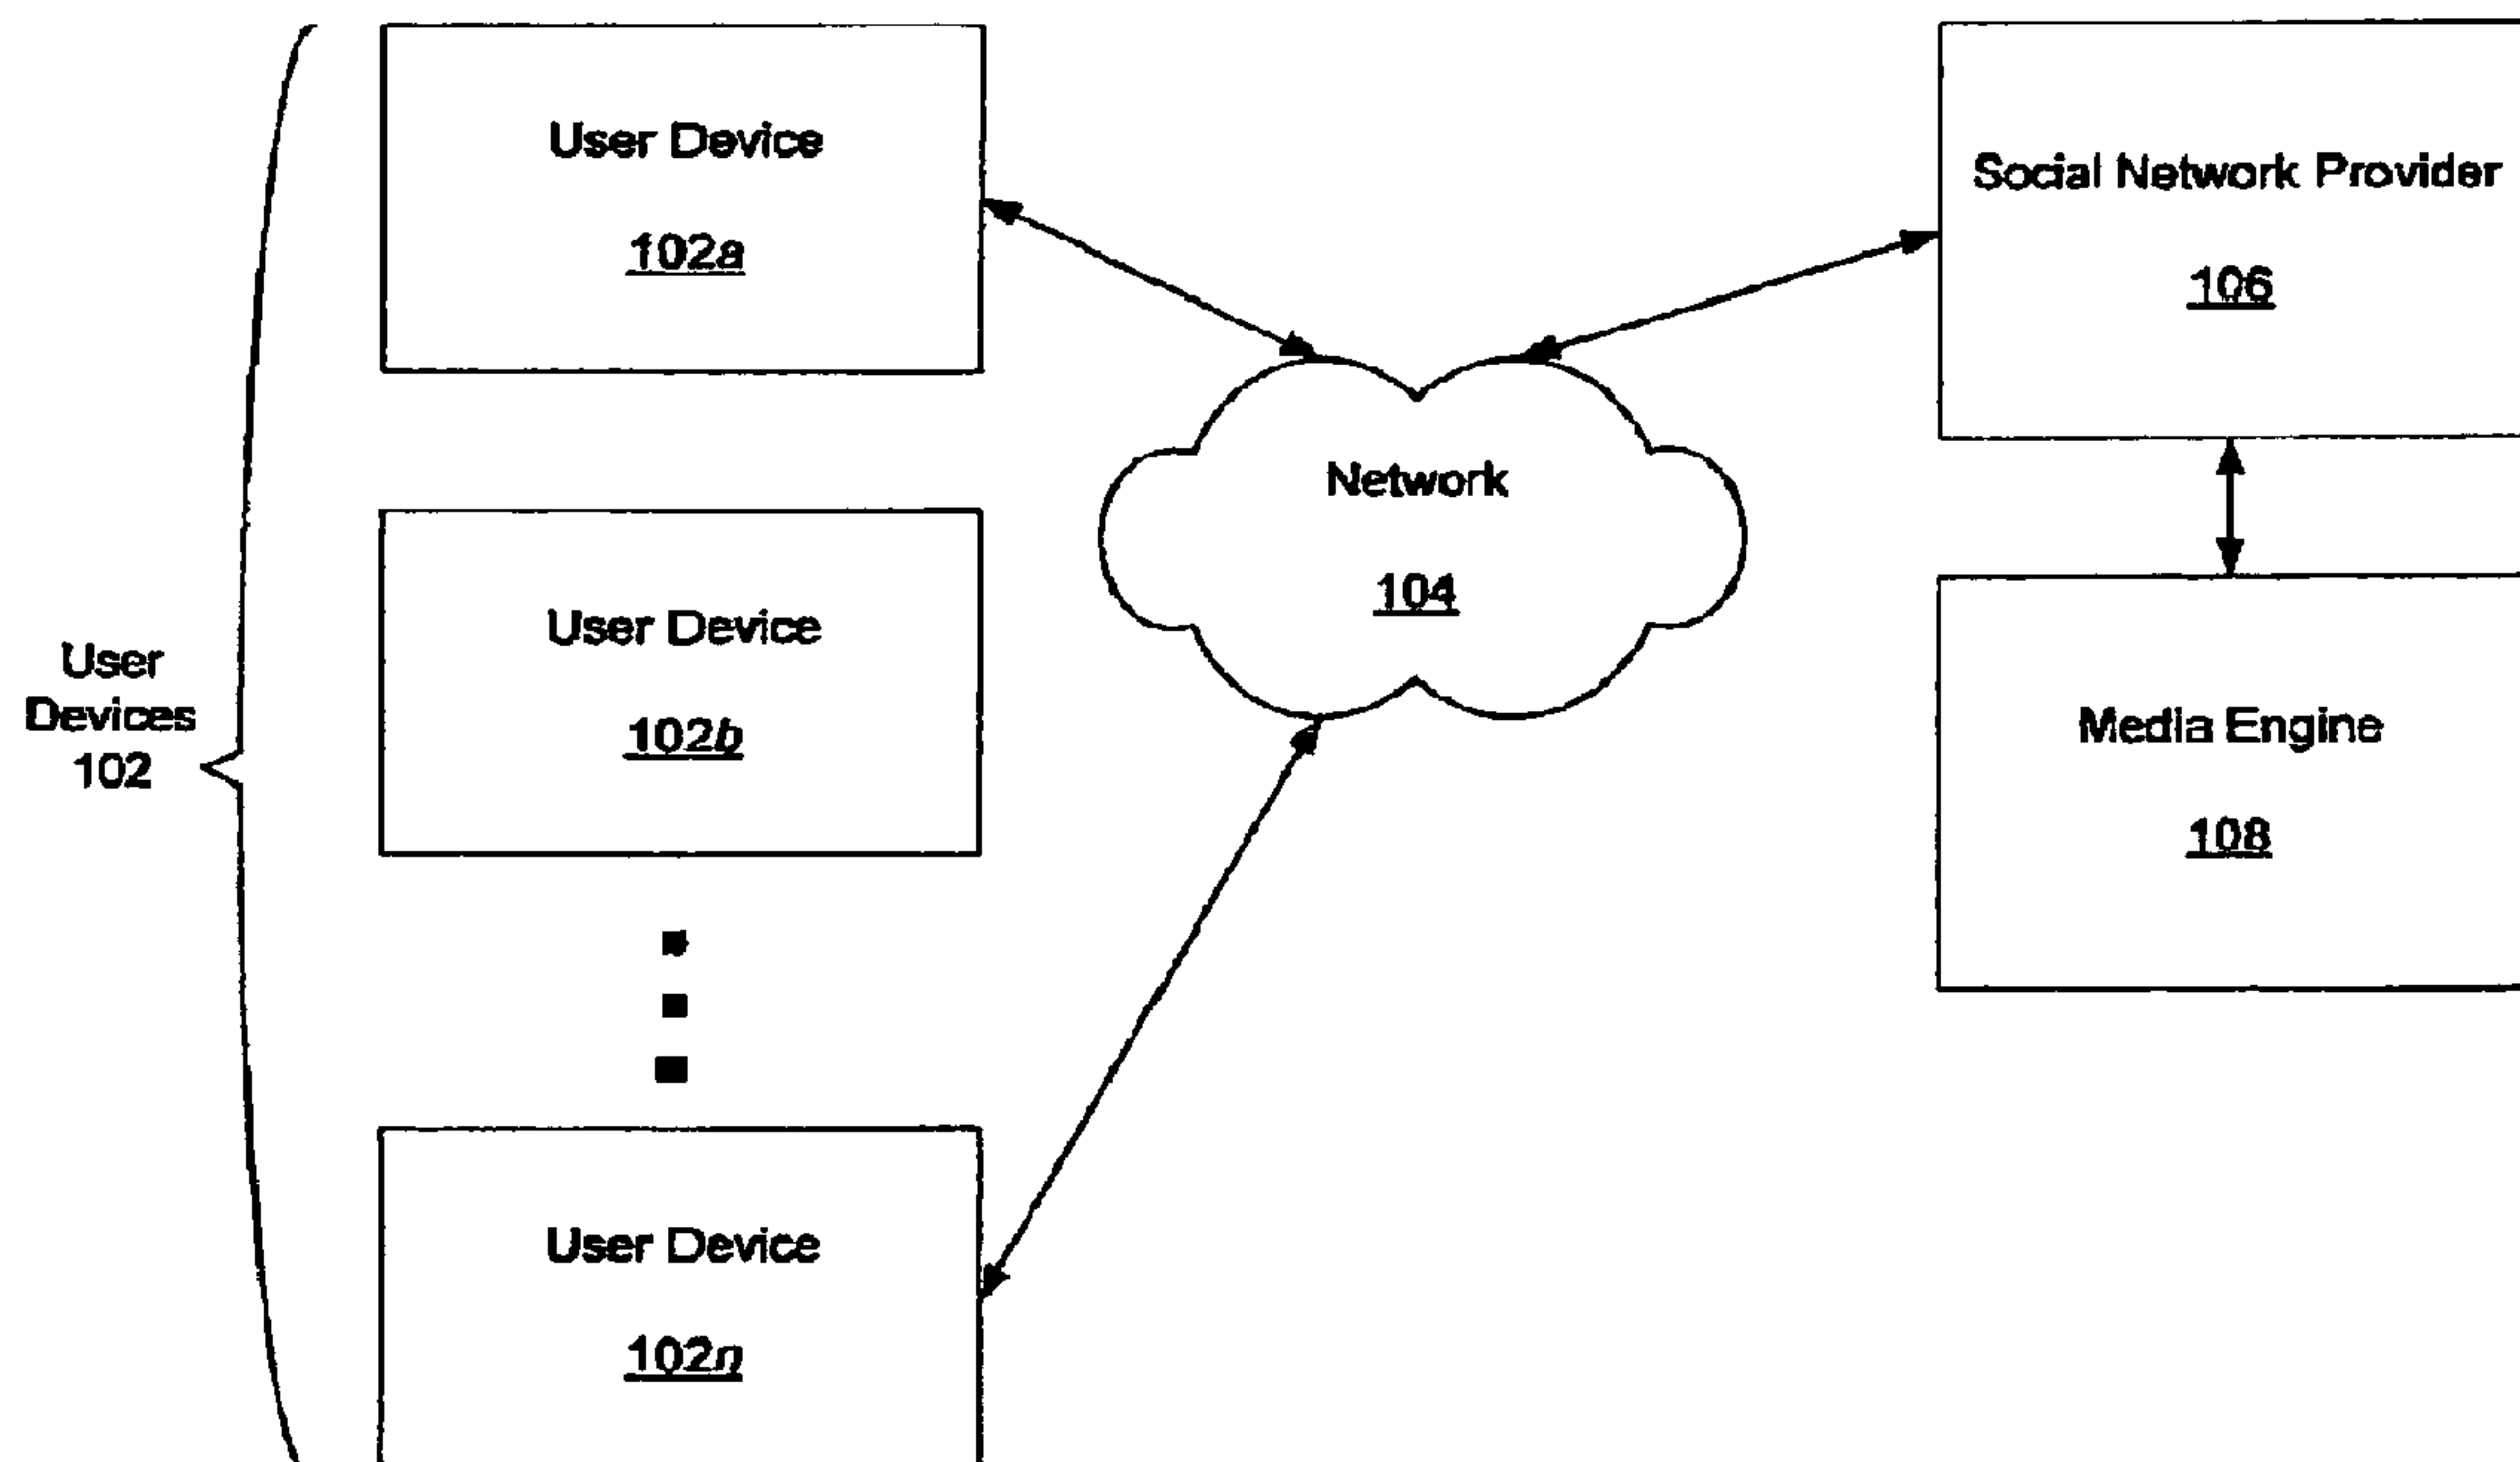 User Device
102a
Social Network Provider
106
Network
104
User Device
102b
User
Devices
102
Media Engine
108
User Device
102n